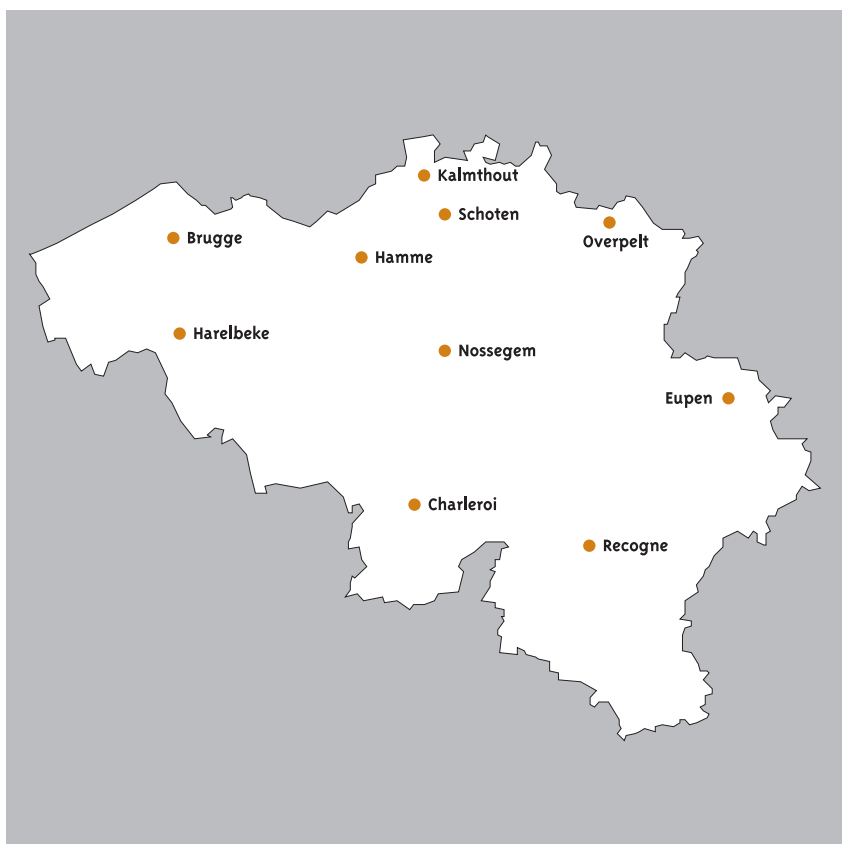 Kalmthout
Schoten
Overpelt
Brugge
Hamme
Harelbeke
Nossegem
Eupen
Charleroi
Recogne